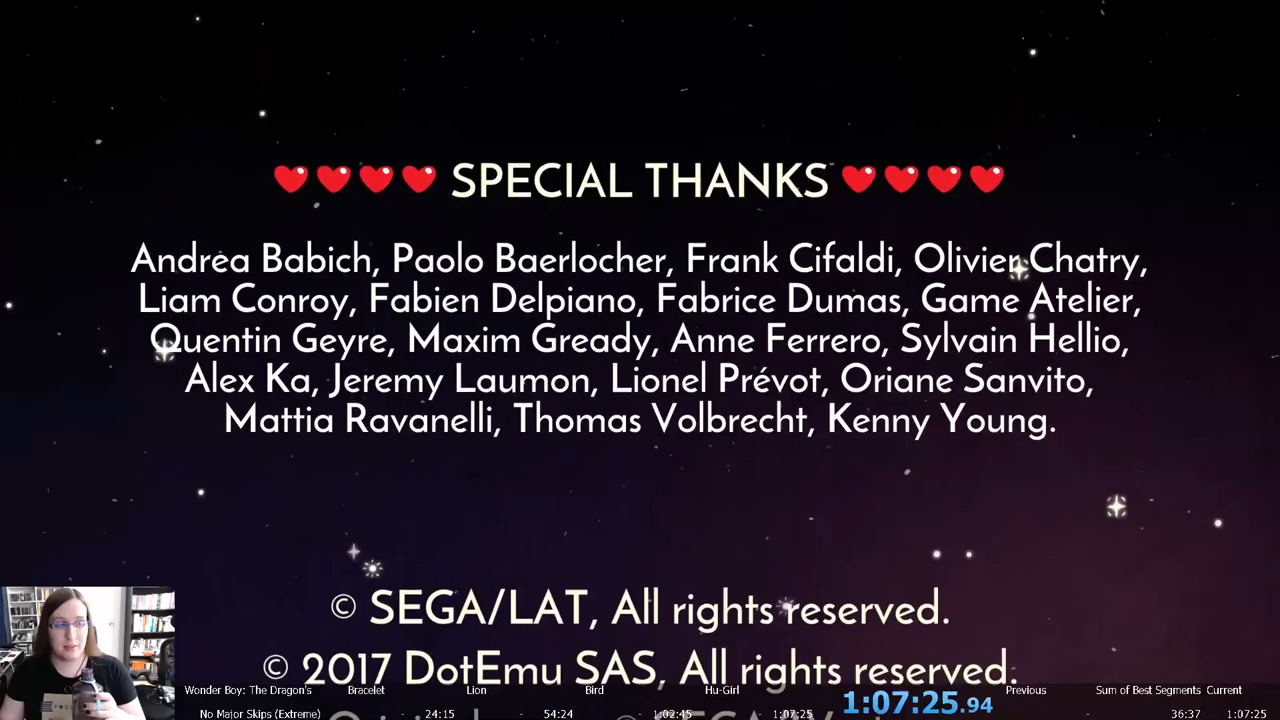 SPECIAL THANKS
Andrea Babich, Paolo Baerlocher, Frank Cifaldi, Olivier Chatry,
Liam Conroy, Fabien Delpiano, Fabrice Dumas, Game Atelier,
Quentin Geyre, Maxim Gready, Anne Ferrero, Sylvain Hellio,
Alex Ka, Jeremy Laumon, Lionel Prévot, Oriane Sanvito,
Mattia Ravanelli, Thomas Volbrecht, Kenny Young.
© SEGA/LAT, All rights reserved.
© 2017 DotEmu SAS, All rights reserved.
Wonder Boy: The Dragon's Bracelet Lion Bird Hu-Girl 1:07:25.94 Previous Sum of Best Segments Current
No Major Skips (Extreme) - 24:15 - 54:24 - 1:02:45 - 1:07:25 - 36:37 1:07:25